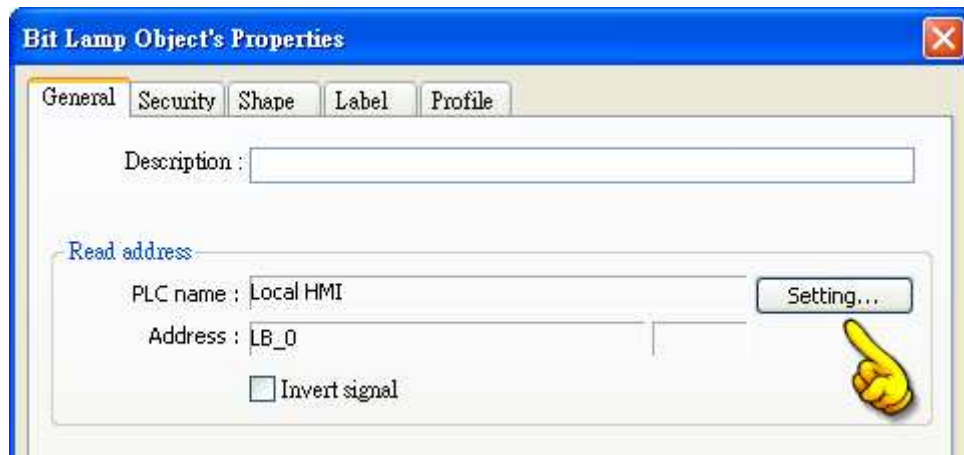 Bit Lamp Object's Properties
General Security Shape Label Profile
Description :
Read address
PLC name : Local HMI Setting...
Address : LB_0
Invert signal